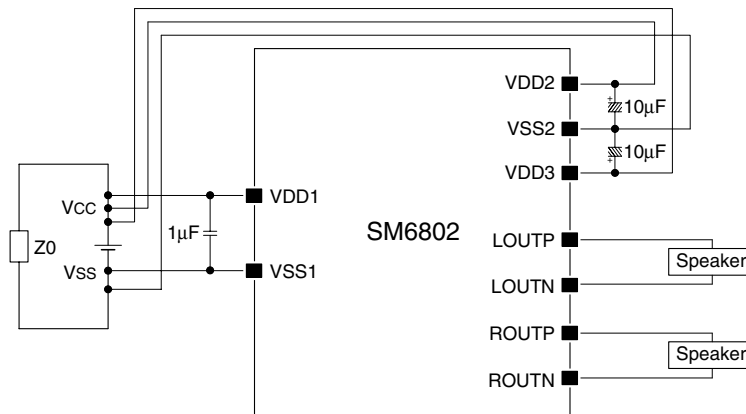 VDD2
+
10µF
VSS2
10µF
+
VDD3
VCC
VDD1
1µF
SM6802
Z0
VSS
VSS1
LOUTP
Speaker
LOUTN
ROUTP
Speaker
ROUTN